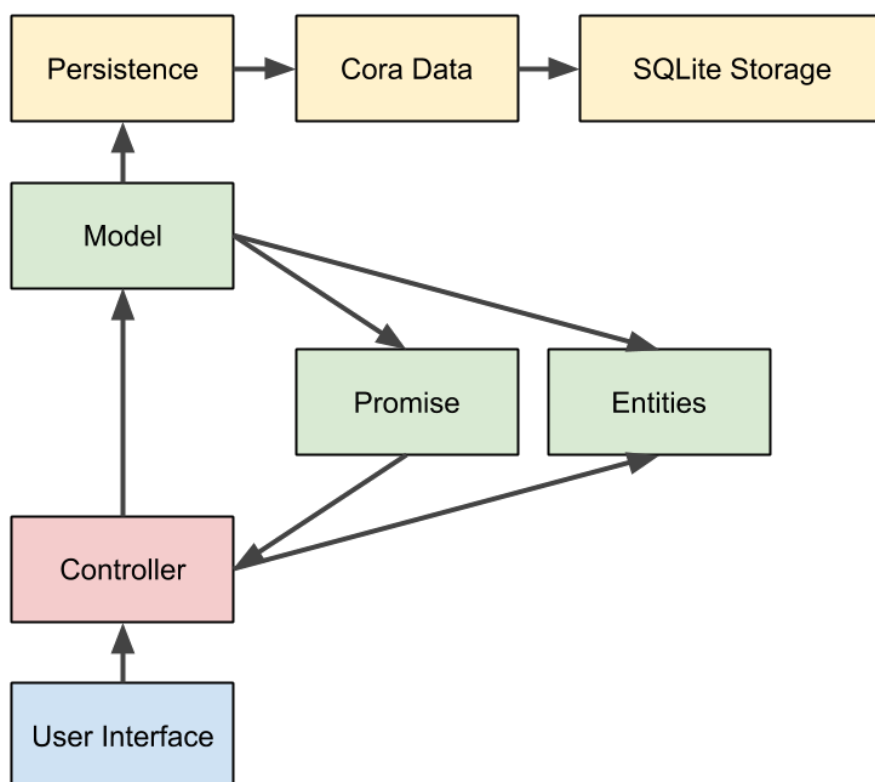 Persistence
Cora Data
SQLite Storage
Model
Promise
Entities
Controller
User Interface